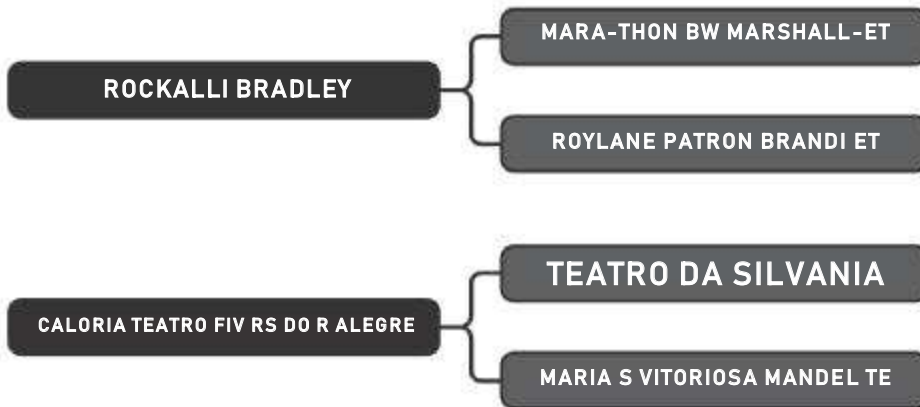 MARA-THON BW MARSHALL-ET
ROCKALLI BRADLEY
ROYLANE PATRON BRANDI ET
TEATRO DA SILVANIA
CALORIA TEATRO FIV RS DO R ALEGRE
MARIA S VITORIOSA MANDEL TE